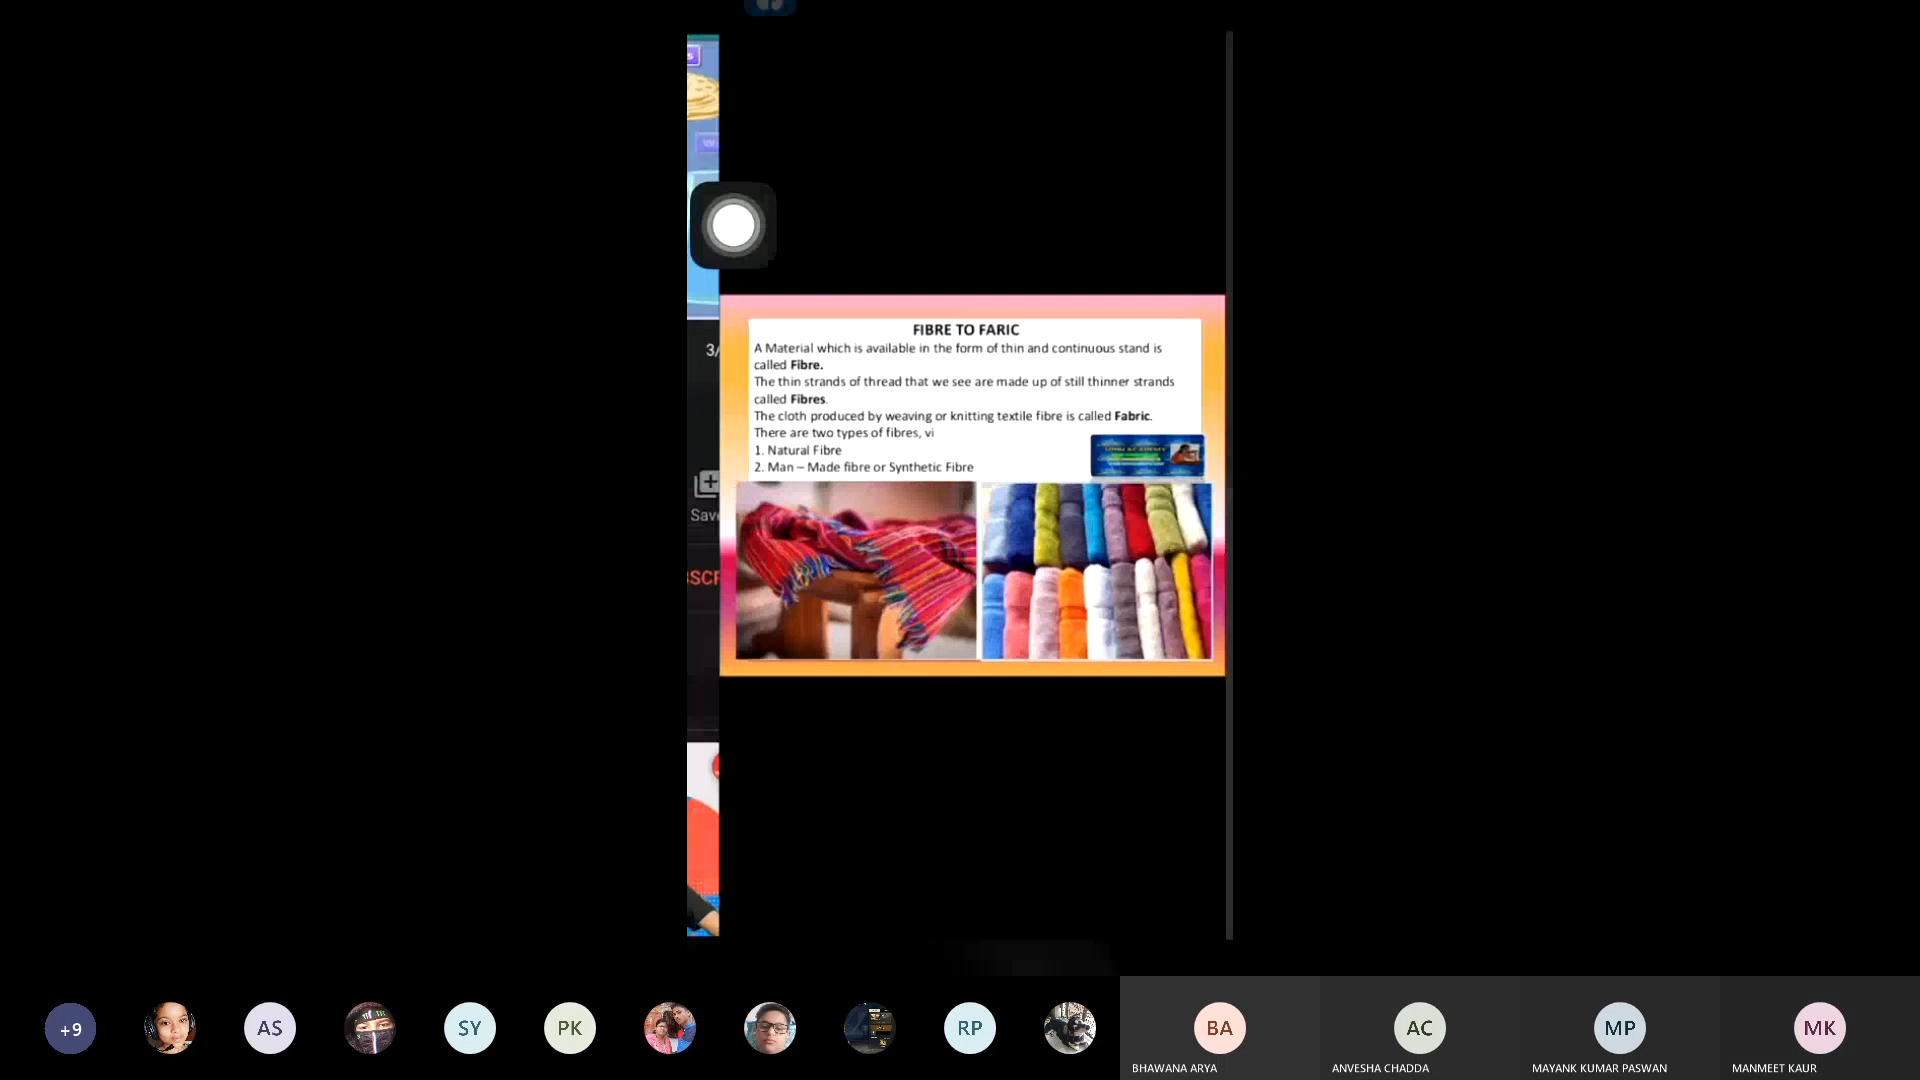 3/
FIBRE TO FARIC
A Material which is available in the form of thin and continuous stand is
called Fibre.
The thin strands of thread that we see are made up of still thinner strands
called Fibres.
The cloth produced by weaving or knitting textile fibre is called Fabric.
There are two types of fibres, vi
1. Natural Fibre
2. Man – Made fibre or Synthetic Fibre
Sav
SCR
+9
AS
SY
PK
RP
BA
AC
MP
MK
BHAWANA ARYA
ANVESHA CHADDA
MAYANK KUMAR PASWAN
MANMEET KAUR